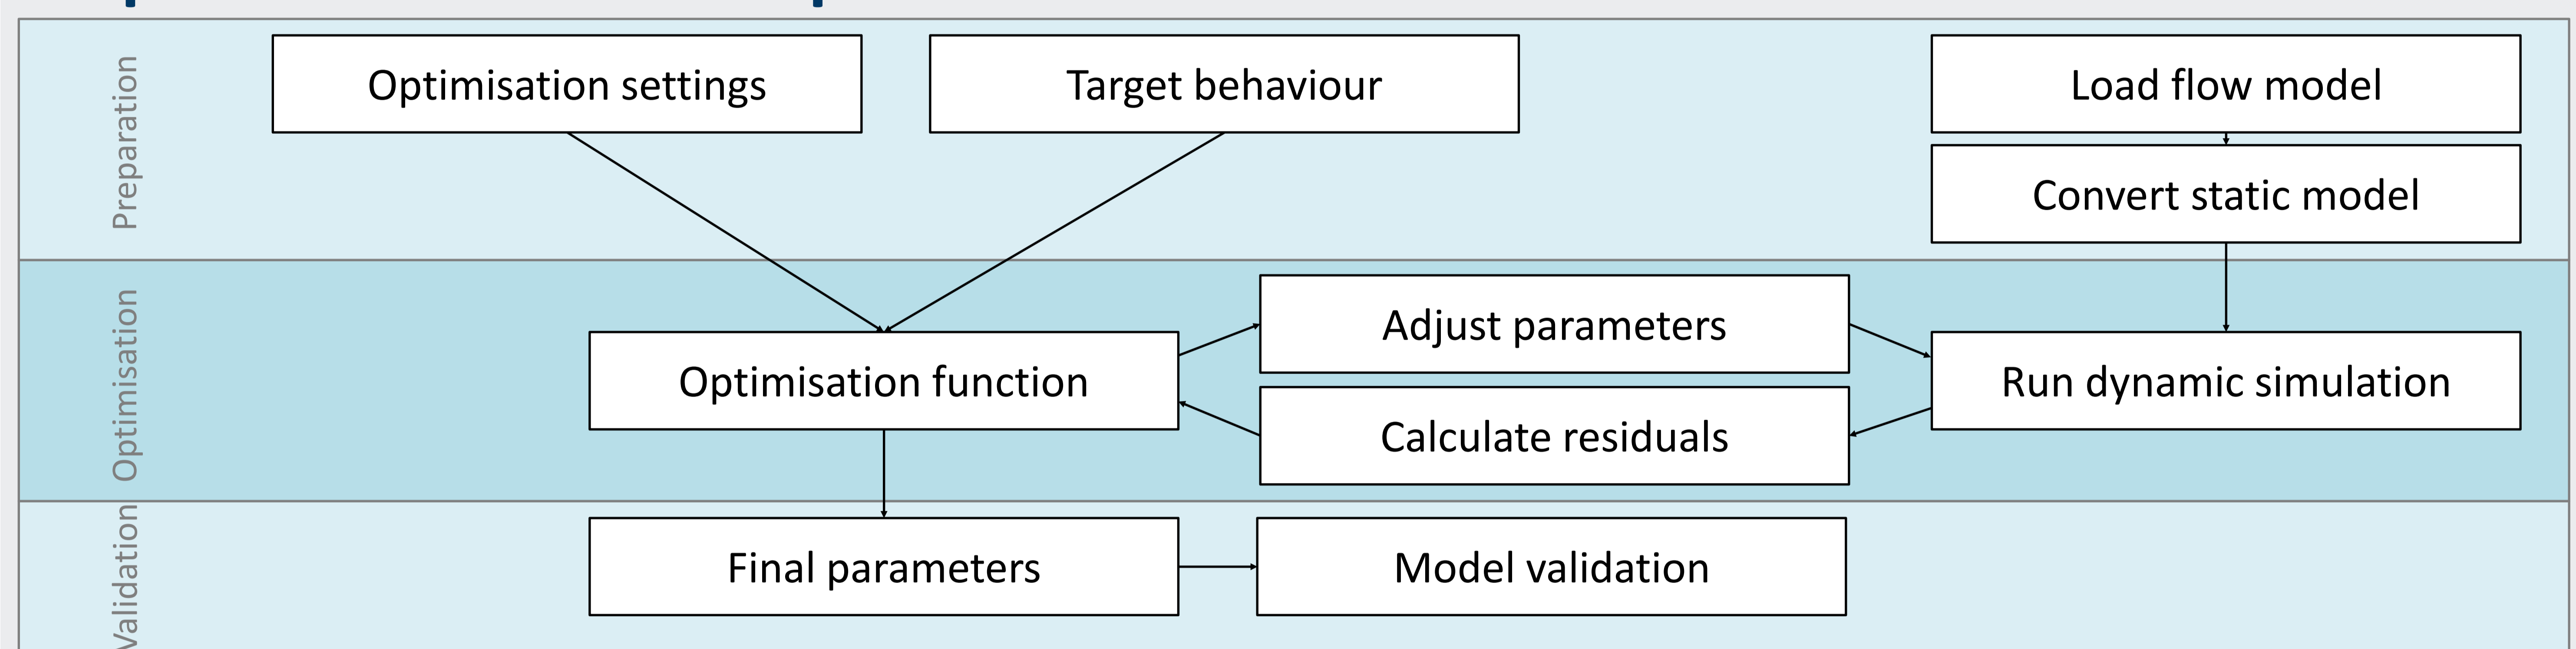 Preparation
Optimisation settings
Target behaviour
Load flow model
Convert static model
Optimisation
Adjust parameters
Optimisation function
Run dynamic simulation
Calculate residuals
Validation
Final parameters
Model validation